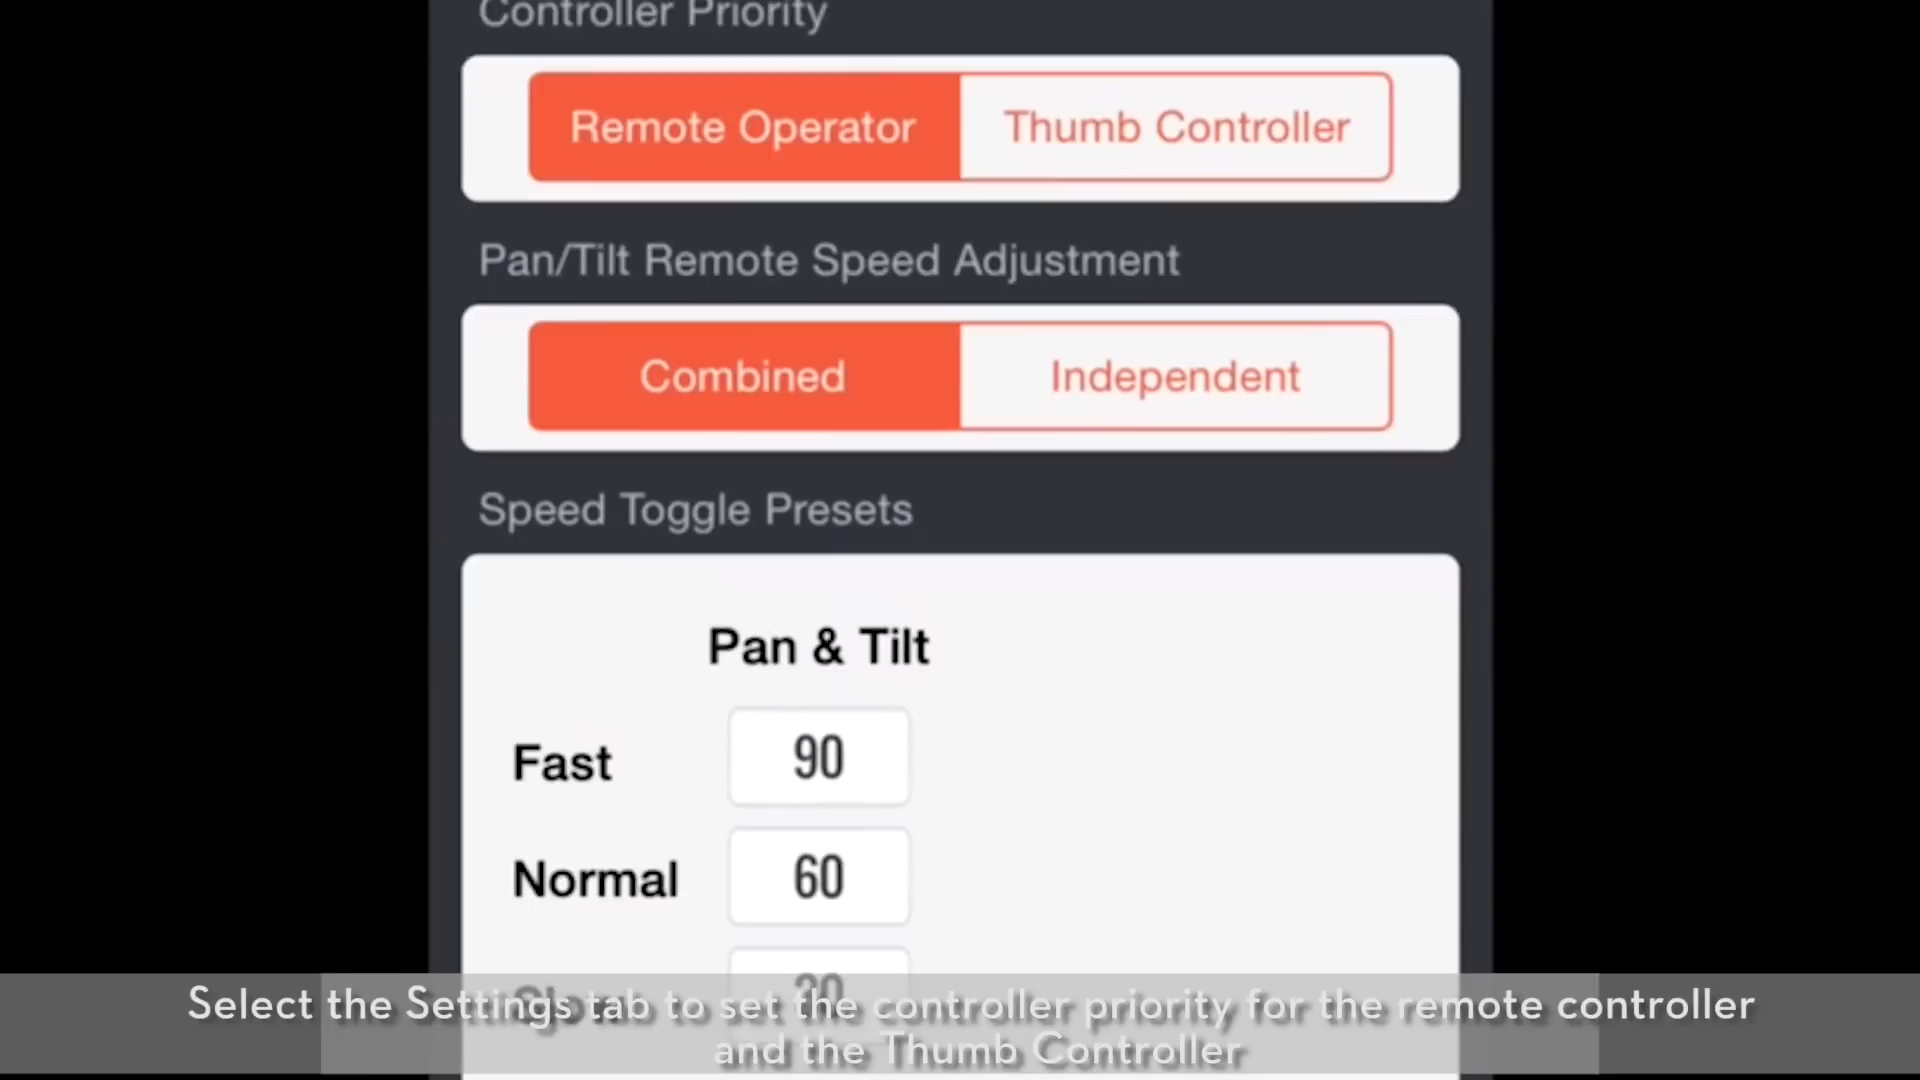 Controller Priority
Remote Operator Thumb Controller
Pan/Tilt Remote Speed Adjustment
Combined Independent
Speed Toggle Presets
Pan & Tilt
Fast 90
Normal 60
Select the Settings tab to set the controller priority for the remote controller
and the Thumb Controller